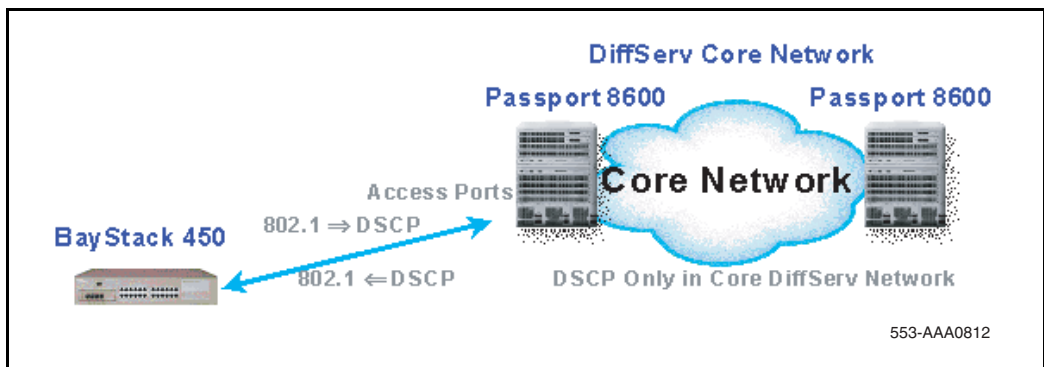 DiffServ Core Network
Passport 8600
Passport 8600
Core Network
Access Ports
802.1 ⇒ DSCP
BayStack 450
802.1 ⇐ DSCP
DSCP Only in Core DiffServ Network
553-AAA0812